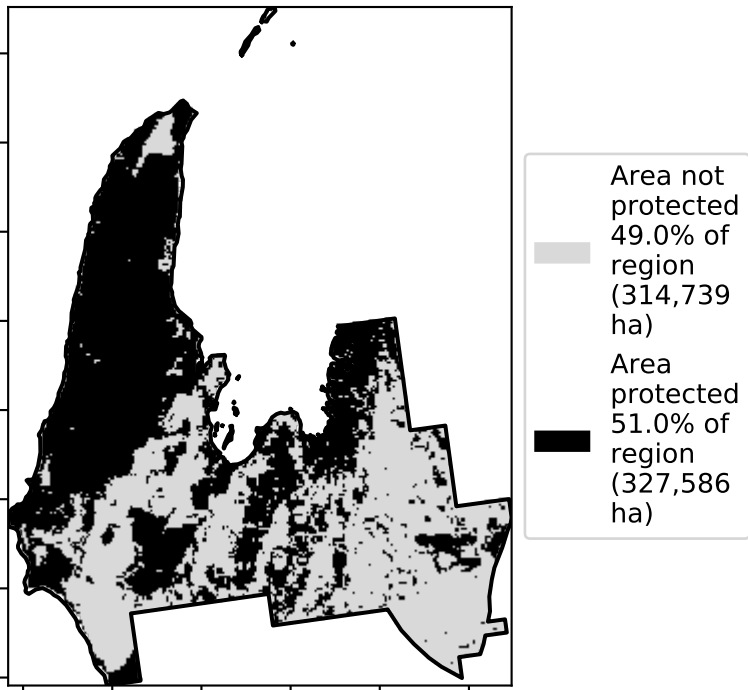 Area not
protected
49.0% of
region
(314,739
ha)
Area
protected
51.0% of
region
(327,586
ha)